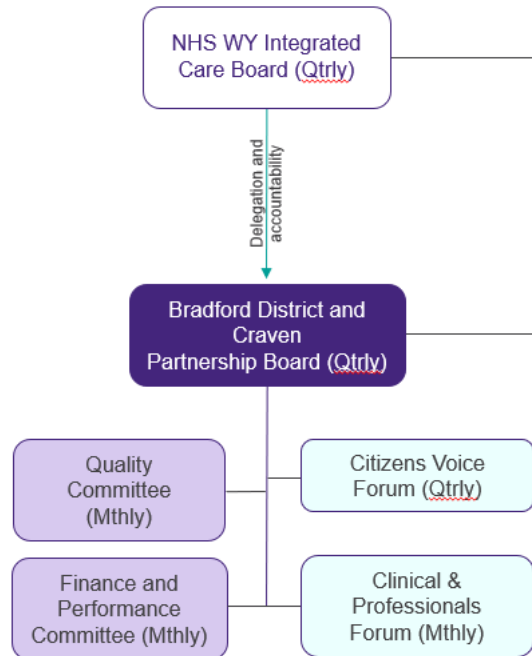 NHS WY Integrated
Care Board (Qtrly)
Delegation and
accountability
Bradford District and
Craven
Partnership Board (Qtrly)
Quality
Committee
(Mthly)
Citizens Voice
Forum (Qtrly)
Finance and
Performance
Committee (Mthly)
Clinical &
Professionals
Forum (Mthly)